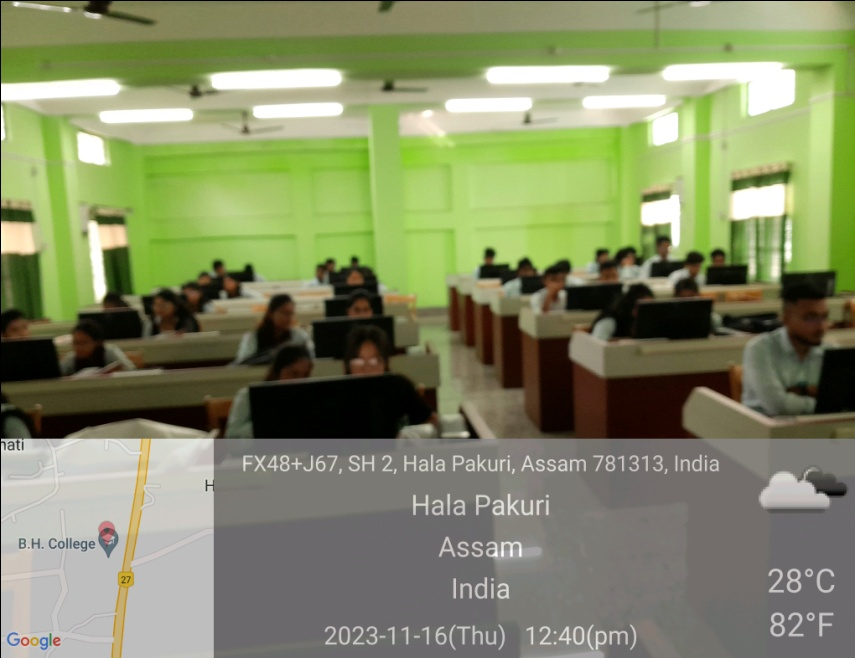 nati
H
B.H. College
27
Google
FX48+J67, SH 2, Hala Pakuri, Assam 781313, India
Hala Pakuri
Assam
India
2023-11-16(Thu) 12:40(pm)
28°C
82°F